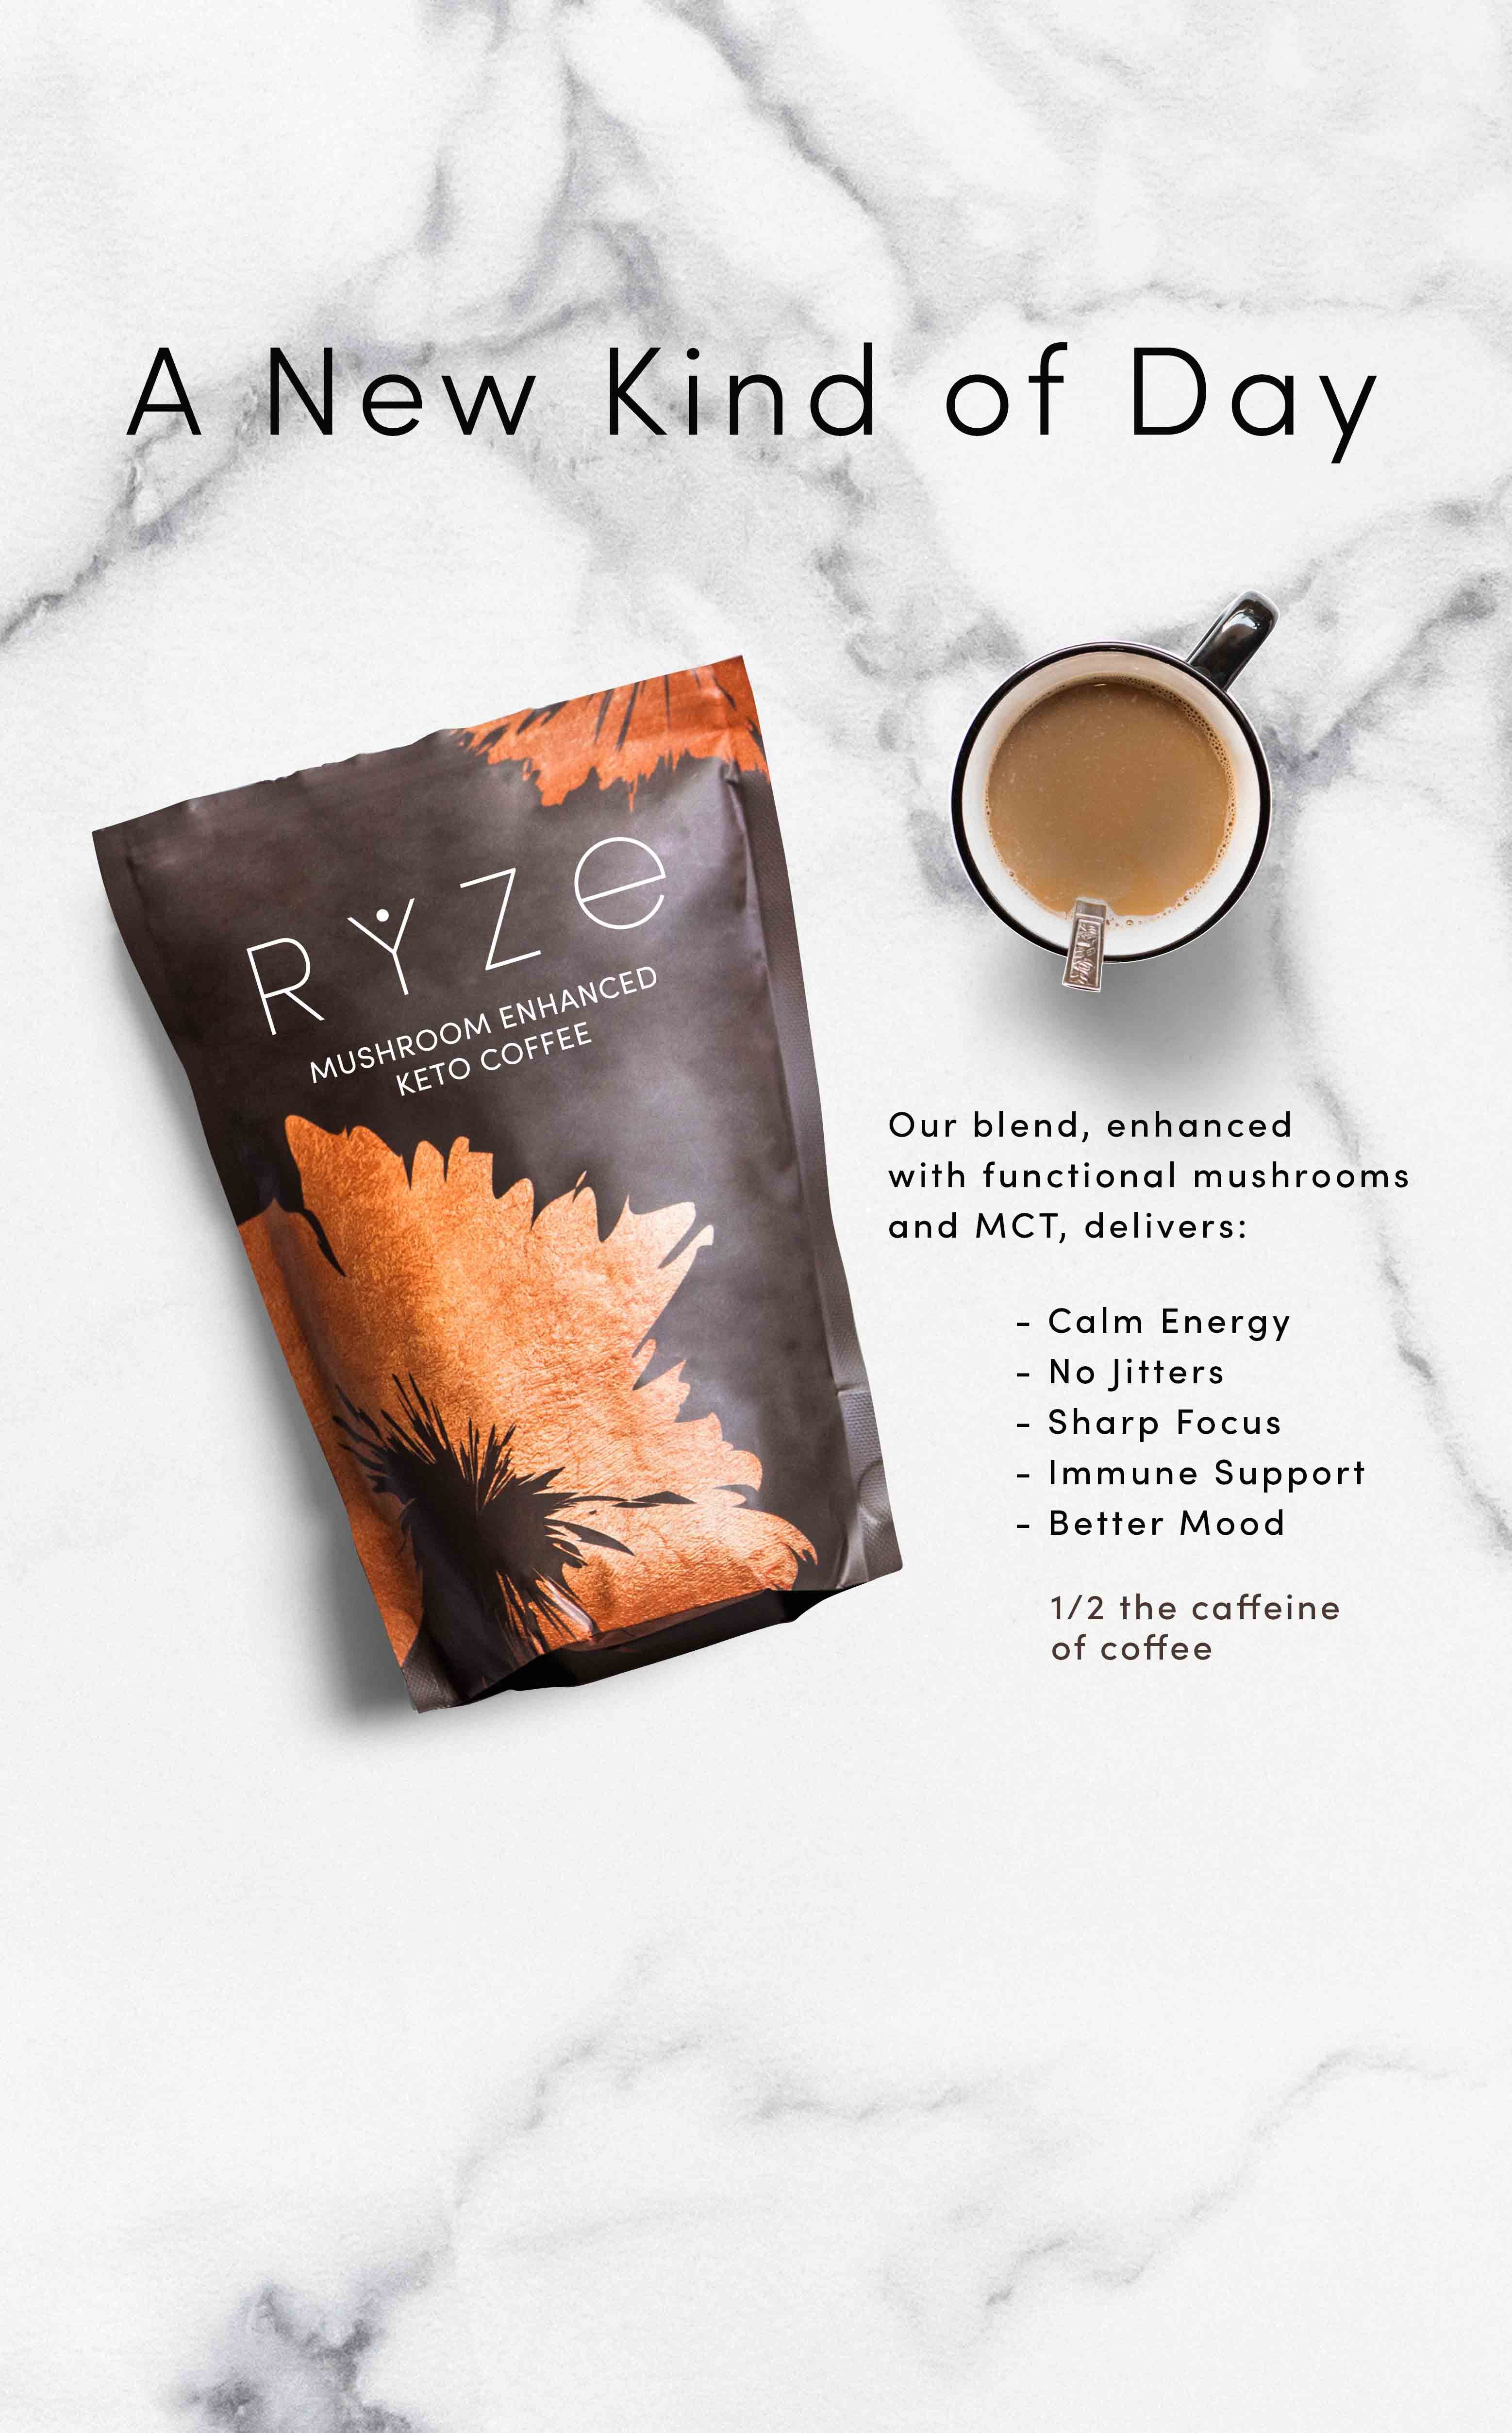 A New Kind of Day
RYZe
MUSHROOM ENHANCED
KETO COFFEE
Our blend, enhanced
with functional mushrooms
and MCT, delivers:
- Calm Energy
- No Jitters
- Sharp Focus
- Immune Support
- Better Mood
1/2 the caffeine
of coffee